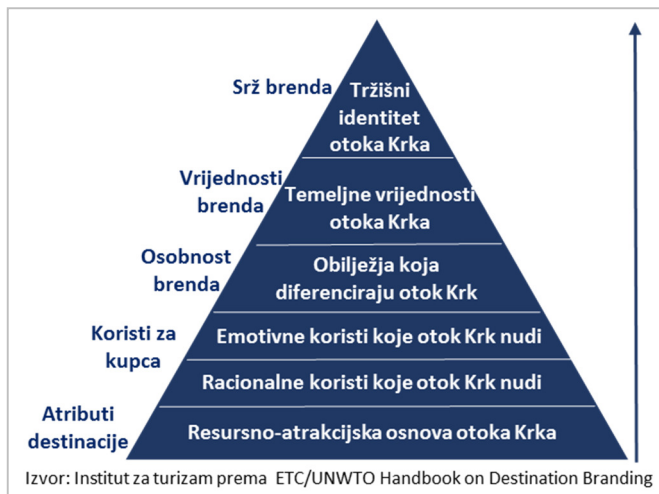 Srž brenda
Tržišni
identitet
otoka Krka
Vrijednosti
brenda
Temeljne vrijednosti
otoka Krka
Osobnost
brenda
Obilježja koja
diferenciraju otok Krk
Koristi za
kupca
Emotivne koristi koje otok Krk nudi
Racionalne koristi koje otok Krk nudi
Atributi
destinacije
Resursno-atrakcijska osnova otoka Krka
Izvor: Institut za turizam prema ETC/UNWTO Handbook on Destination Branding